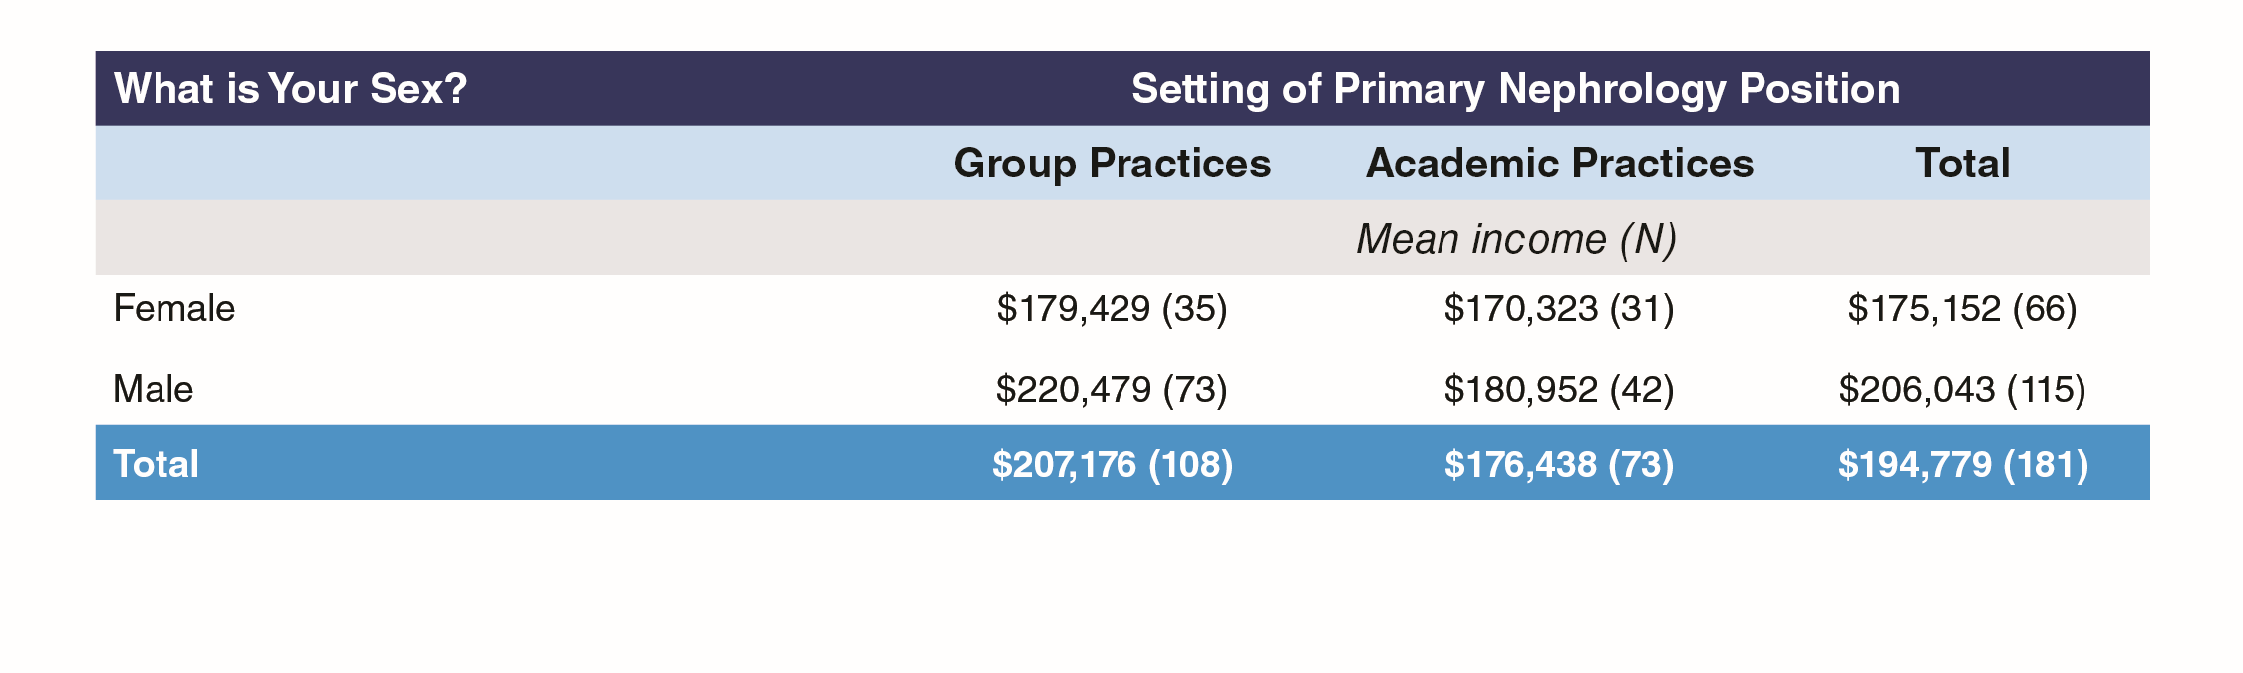 What is Your Sex? Setting of Primary Nephrology Position
Group Practices Academic Practices Total
Mean income (N)
Female $179,429 (35) $170,323 (31) $175,152 (66)
Male $220,479 (73) $180,952 (42) $206,043 (115)
Total $207,176 (108) $176,438 (73) $194,779 (181)